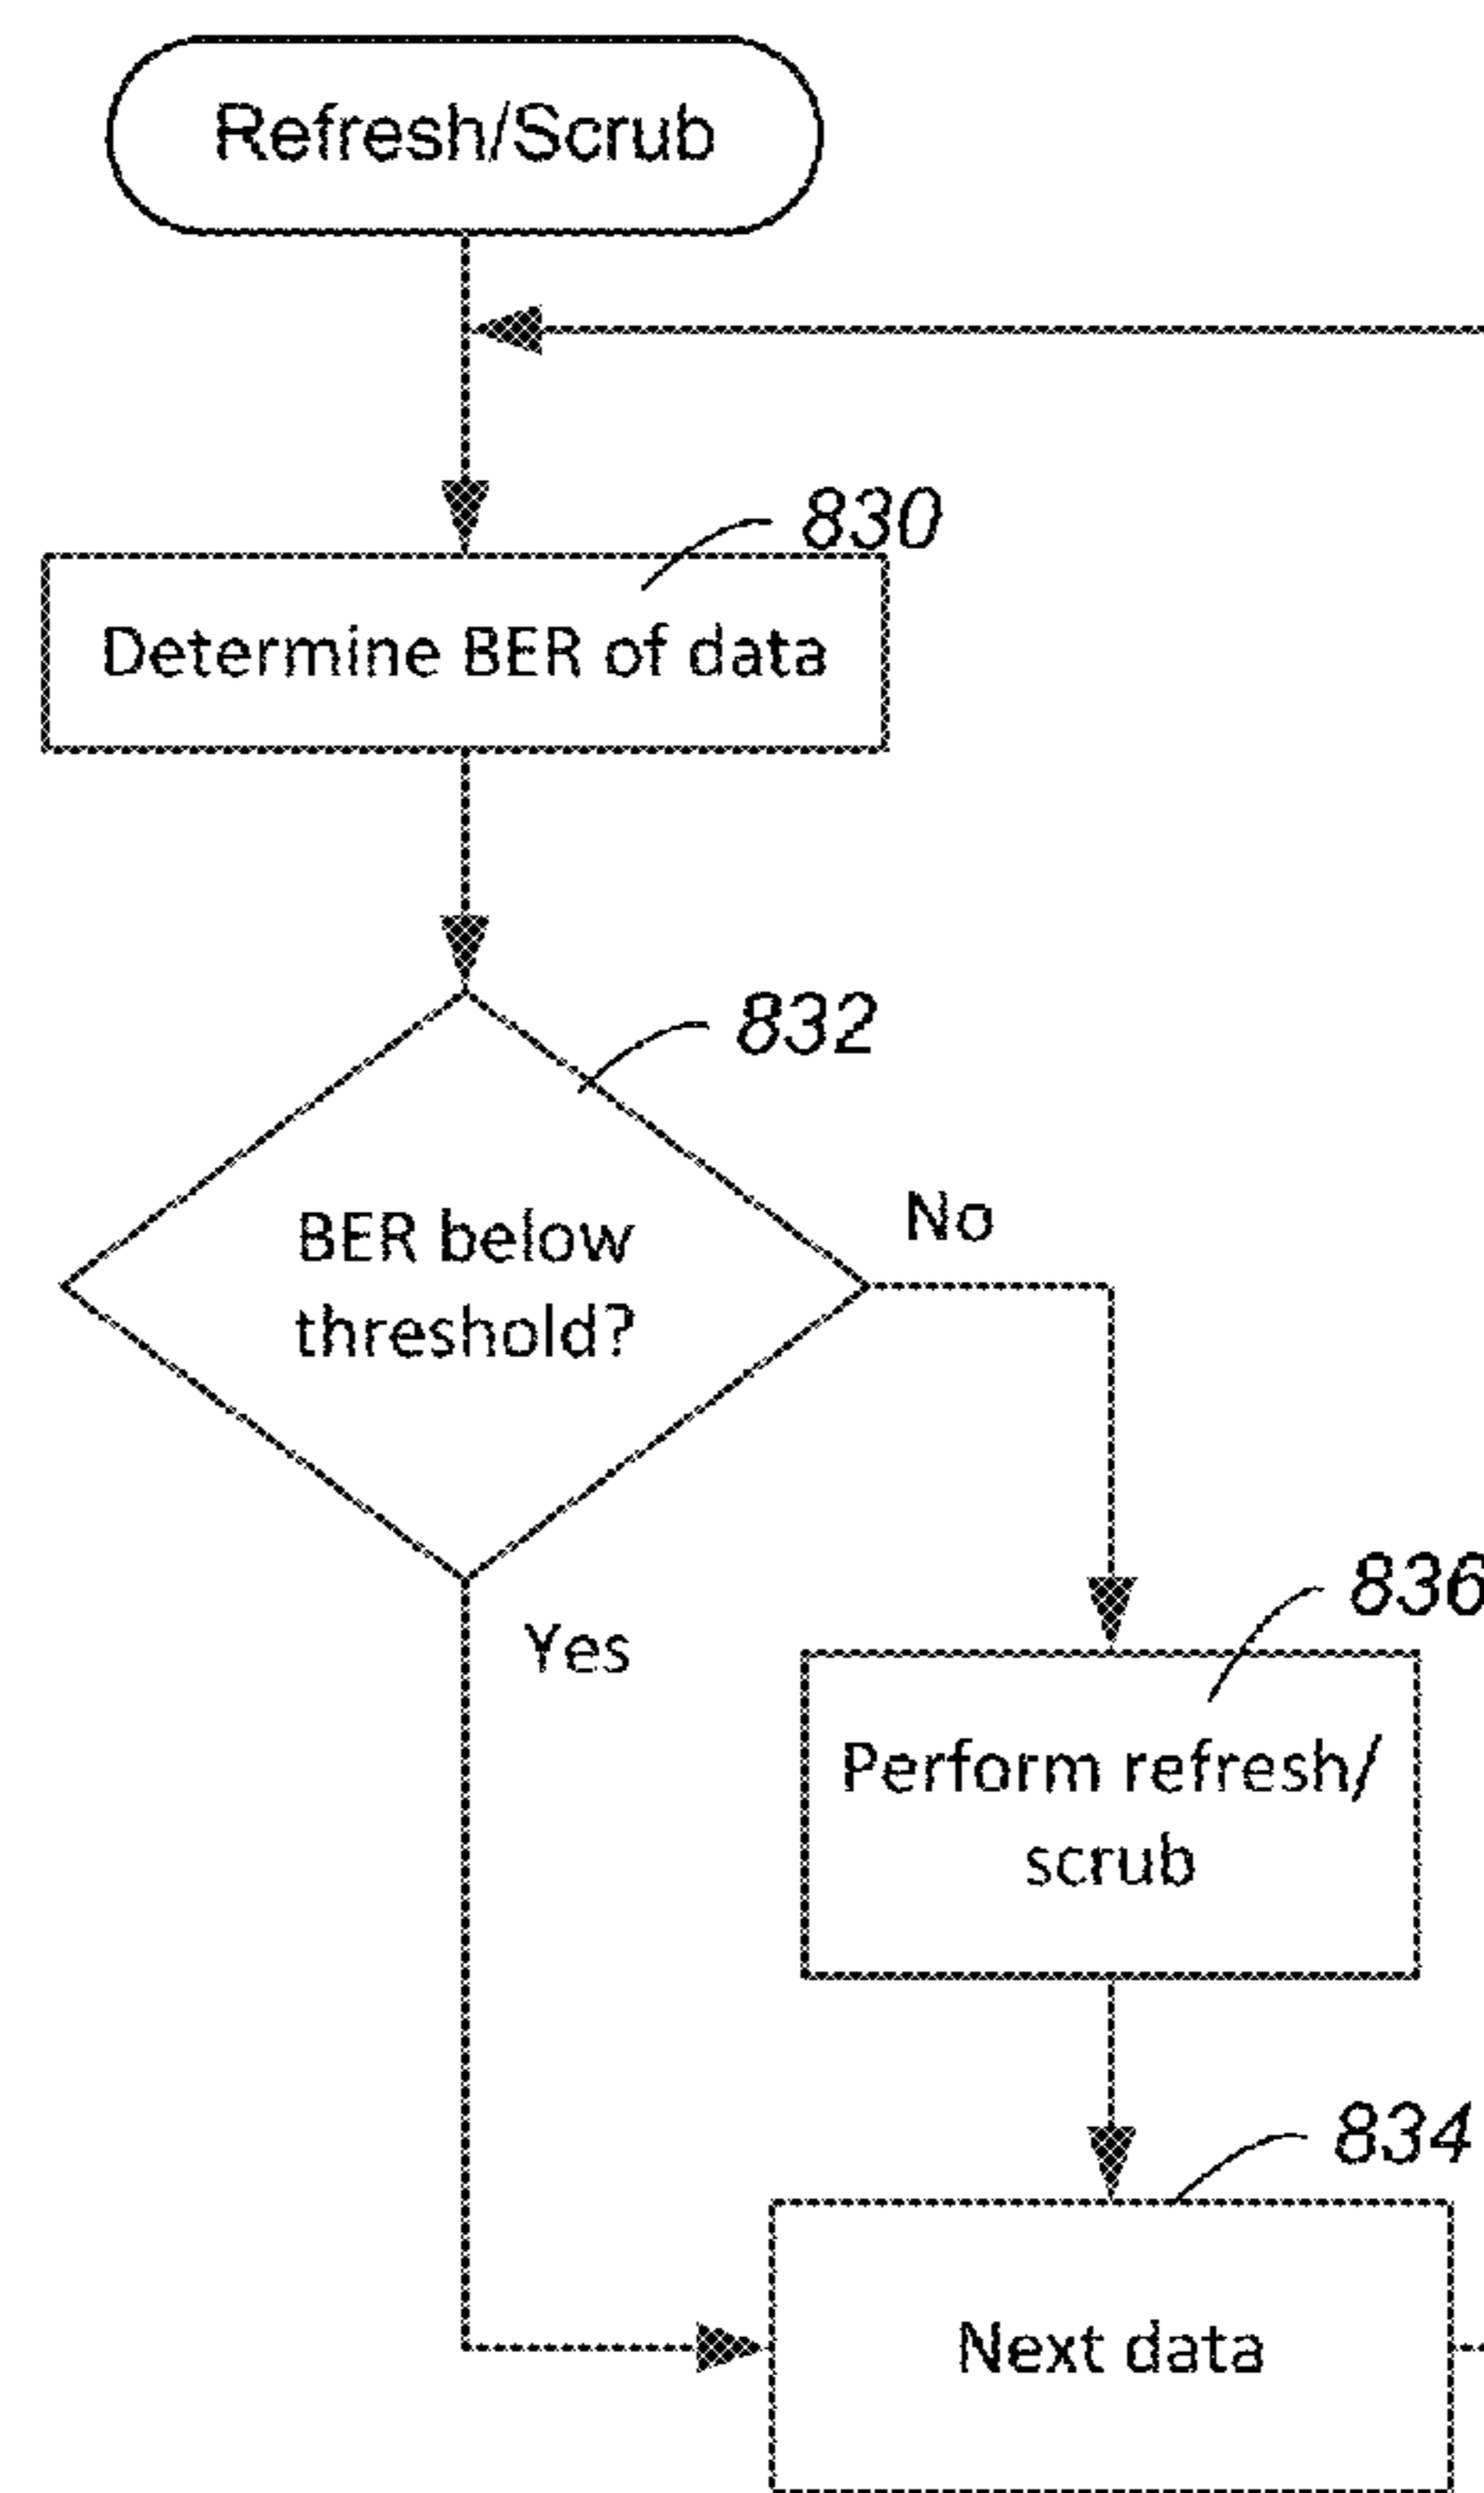 Refresh/Scrub
830
Determine BER of data
832
BER below
threshold?
No
Yes
836
Perform refresh/
scrub
834
Next data